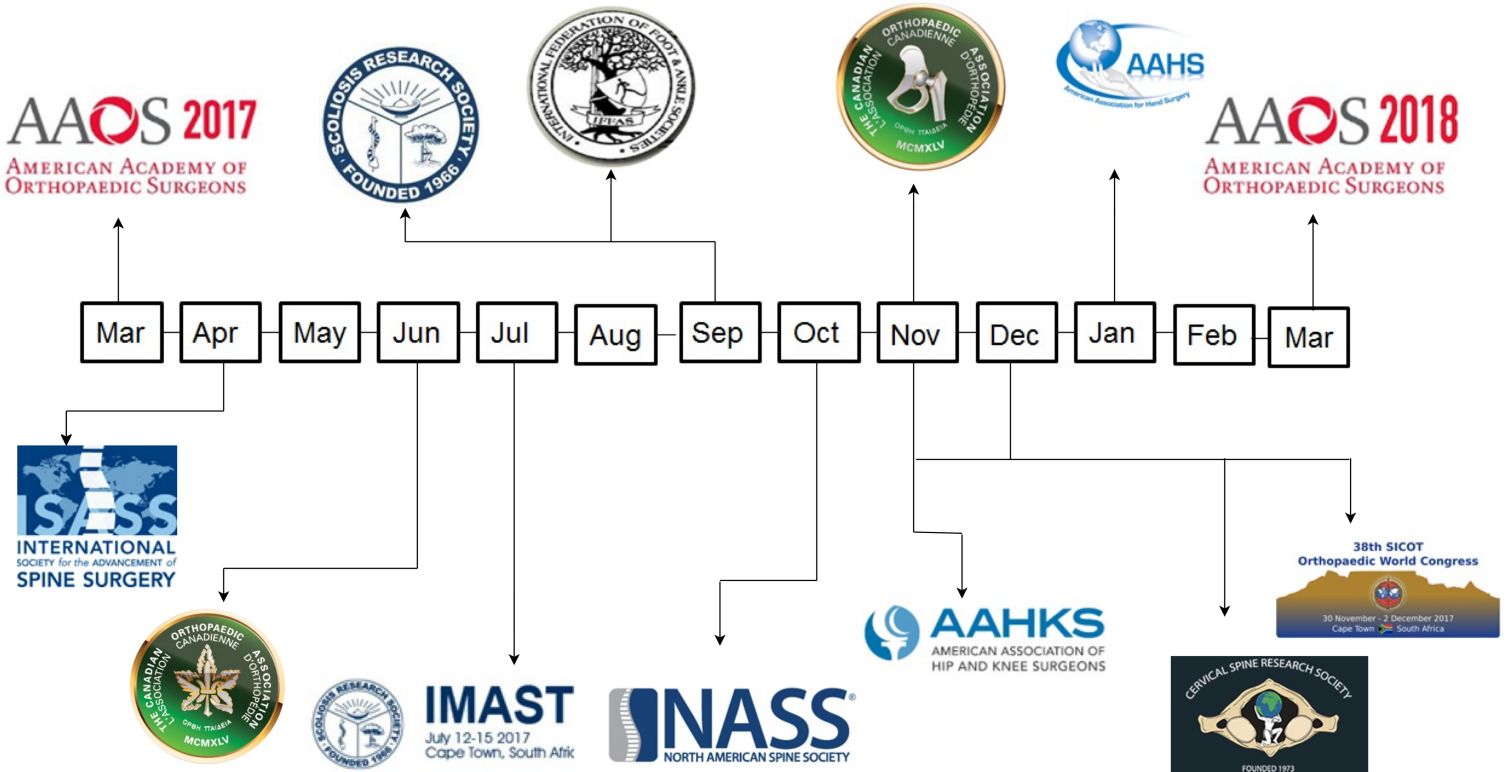 AAOS 2017
AMERICAN ACADEMY OF
ORTHOPAEDIC SURGEONS
SCOLIOSIS RESEARCH SOCIETY
· FOUNDED 1966 ·
INTERNATIONAL FEDERATION OF FOOT & ANKLE SOCIETIES
IFFAS
THE CANADIAN ORTHOPAEDIC ASSOCIATION
L'ASSOCIATION CANADIENNE D'ORTHOPÉDIE
ΟΡΘΗ ΠΑΙΔΕΙΑ
MCMXLV
AAHS
American Association for Hand Surgery
AAOS 2018
AMERICAN ACADEMY OF
ORTHOPAEDIC SURGEONS
Mar Apr May Jun Jul Aug Sep Oct Nov Dec Jan Feb Mar
ISASS
INTERNATIONAL
SOCIETY for the ADVANCEMENT of
SPINE SURGERY
THE CANADIAN ORTHOPAEDIC ASSOCIATION
L'ASSOCIATION CANADIENNE D'ORTHOPÉDIE
ΟΡΘΗ ΠΑΙΔΕΙΑ
MCMXLV
SCOLIOSIS RESEARCH SOCIETY
· FOUNDED 1966 ·
IMAST
July 12-15 2017
Cape Town, South Afric
NASS®
NORTH AMERICAN SPINE SOCIETY
AAHKS
AMERICAN ASSOCIATION OF
HIP AND KNEE SURGEONS
38th SICOT
Orthopaedic World Congress
30 November - 2 December 2017
Cape Town South Africa
CERVICAL SPINE RESEARCH SOCIETY
FOUNDED 1973